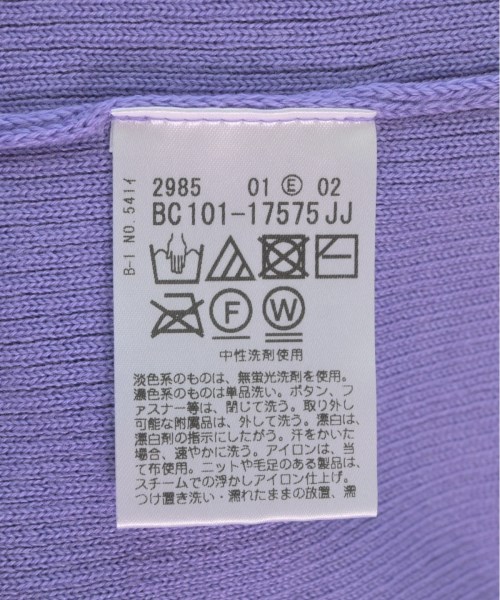 2985 01 Ⓔ 02
BC101-17575JJ
B-1 NO.541イ
F W
中性洗剤使用
淡色系のものは、無蛍光洗剤を使用。
濃色系のものは単品洗い。ボタン、フ
ァスナー等は、閉じて洗う。取り外し
可能な附属品は、外して洗う。漂白は、
漂白剤の指示にしたがう。汗をかいた
場合、速やかに洗う。アイロンは、当
て布使用。ニットや毛足のある製品は、
スチームでの浮かしアイロン仕上げ。
つけ置き洗い・濡れたままの放置、濡